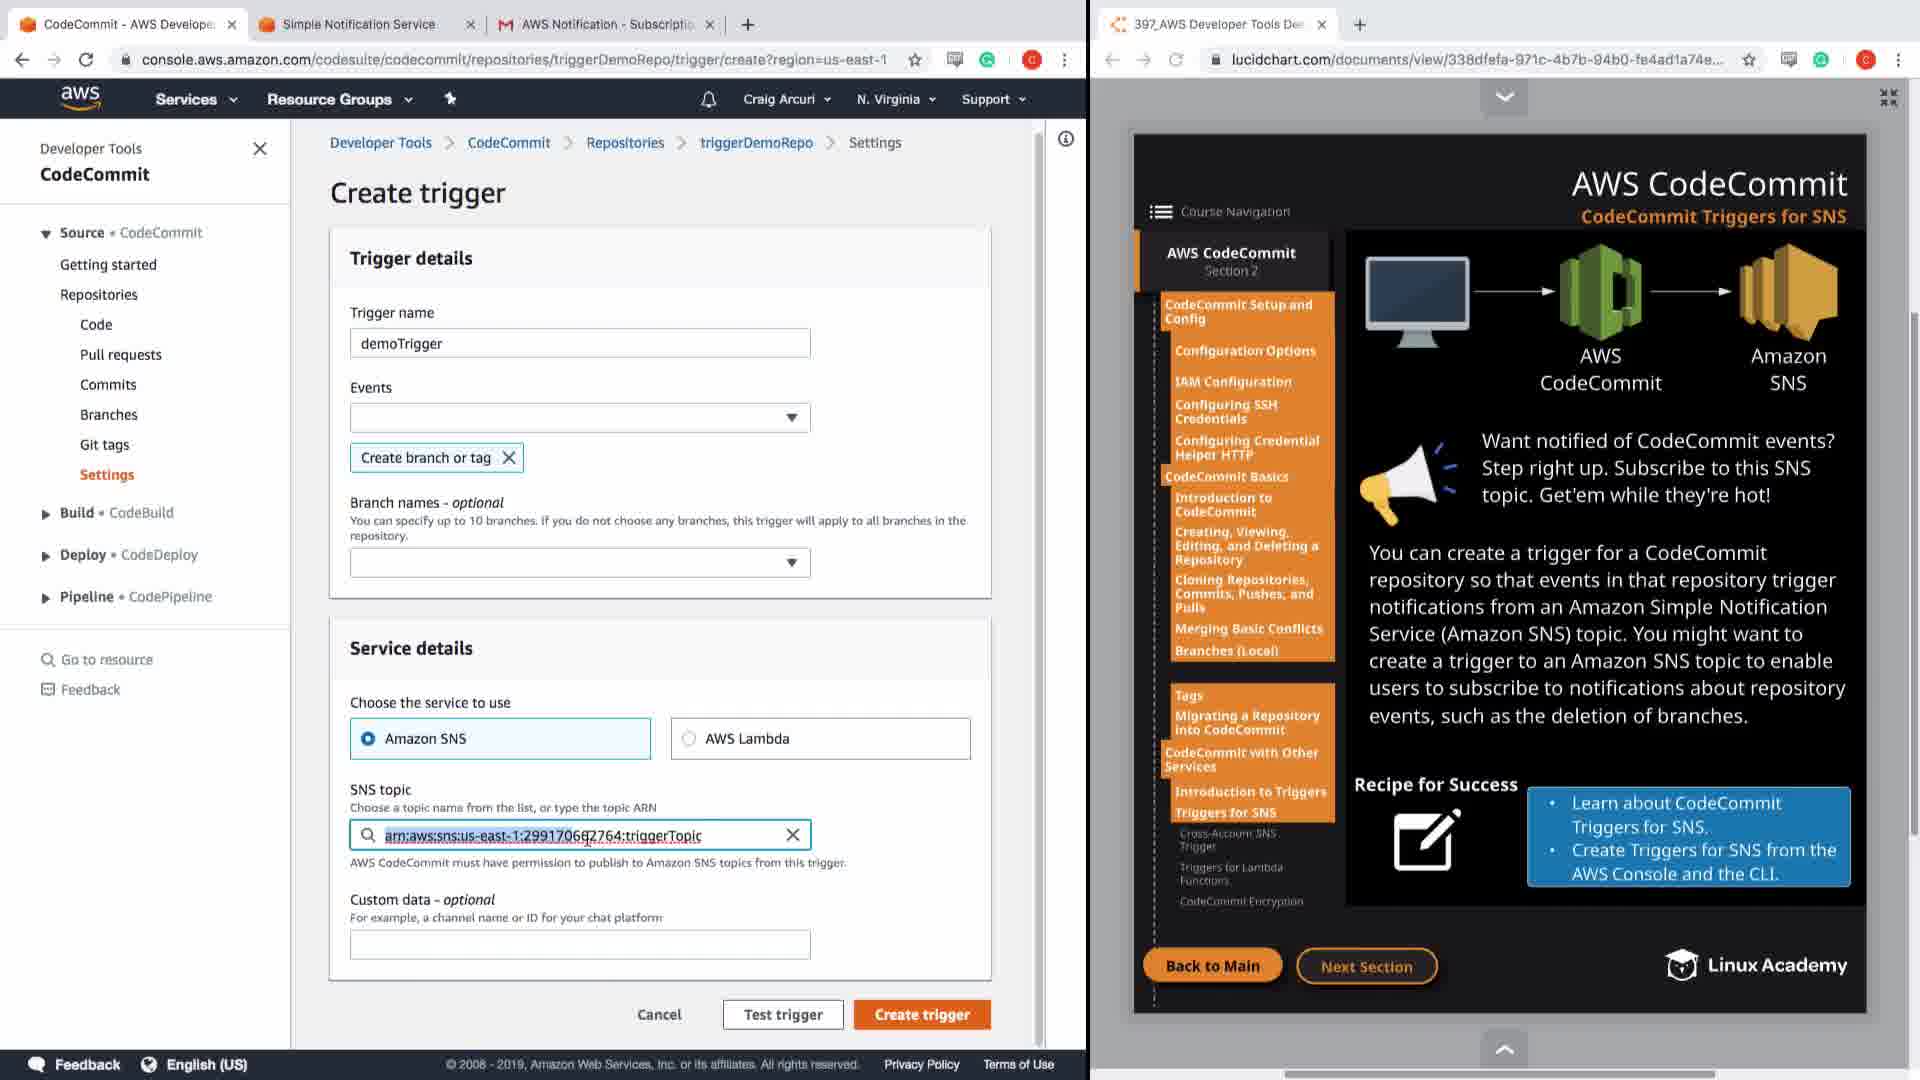 CodeCommit - AWS Develope
Simple Notification Service
AWS Notification - Subscriptio
397_AWS Developer Tools Dee
console.aws.amazon.com/codesuite/codecommit/repositories/triggerDemoRepo/trigger/create?region=us-east-1
lucidchart.com/documents/view/338dfefa-971c-4b7b-94b0-fe4ad1a74e...
aws
Services
Resource Groups
Craig Arcuri
N. Virginia
Support
Developer Tools
CodeCommit
Source • CodeCommit
Getting started
Repositories
Code
Pull requests
Commits
Branches
Git tags
Settings
Build • CodeBuild
Deploy • CodeDeploy
Pipeline • CodePipeline
Go to resource
Feedback
Developer Tools > CodeCommit > Repositories > triggerDemoRepo > Settings
Create trigger
Trigger details
Trigger name
demoTrigger
Events
Create branch or tag
Branch names - optional
You can specify up to 10 branches. If you do not choose any branches, this trigger will apply to all branches in the
repository.
Service details
Choose the service to use
Amazon SNS
AWS Lambda
SNS topic
Choose a topic name from the list, or type the topic ARN
arn:aws:sns:us-east-1:299170662764:triggerTopic
AWS CodeCommit must have permission to publish to Amazon SNS topics from this trigger.
Custom data - optional
For example, a channel name or ID for your chat platform
Cancel
Test trigger
Create trigger
Feedback
English (US)
© 2008 - 2019, Amazon Web Services, Inc. or its affiliates. All rights reserved.
Privacy Policy
Terms of Use
AWS CodeCommit
CodeCommit Triggers for SNS
Course Navigation
AWS CodeCommit
Section 2
CodeCommit Setup and
Config
Configuration Options
IAM Configuration
Configuring SSH
Credentials
Configuring Credential
Helper HTTP
CodeCommit Basics
Introduction to
CodeCommit
Creating, Viewing,
Editing, and Deleting a
Repository
Cloning Repositories,
Commits, Pushes, and
Pulls
Merging Basic Conflicts
Branches (Local)
Tags
Migrating a Repository
into CodeCommit
CodeCommit with Other
Services
Introduction to Triggers
Triggers for SNS
Cross-Account SNS
Trigger
Triggers for Lambda
Functions
CodeCommit Encryption
AWS
CodeCommit
Amazon
SNS
Want notified of CodeCommit events?
Step right up. Subscribe to this SNS
topic. Get'em while they're hot!
You can create a trigger for a CodeCommit
repository so that events in that repository trigger
notifications from an Amazon Simple Notification
Service (Amazon SNS) topic. You might want to
create a trigger to an Amazon SNS topic to enable
users to subscribe to notifications about repository
events, such as the deletion of branches.
Recipe for Success
• Learn about CodeCommit
Triggers for SNS.
• Create Triggers for SNS from the
AWS Console and the CLI.
Back to Main
Next Section
Linux Academy